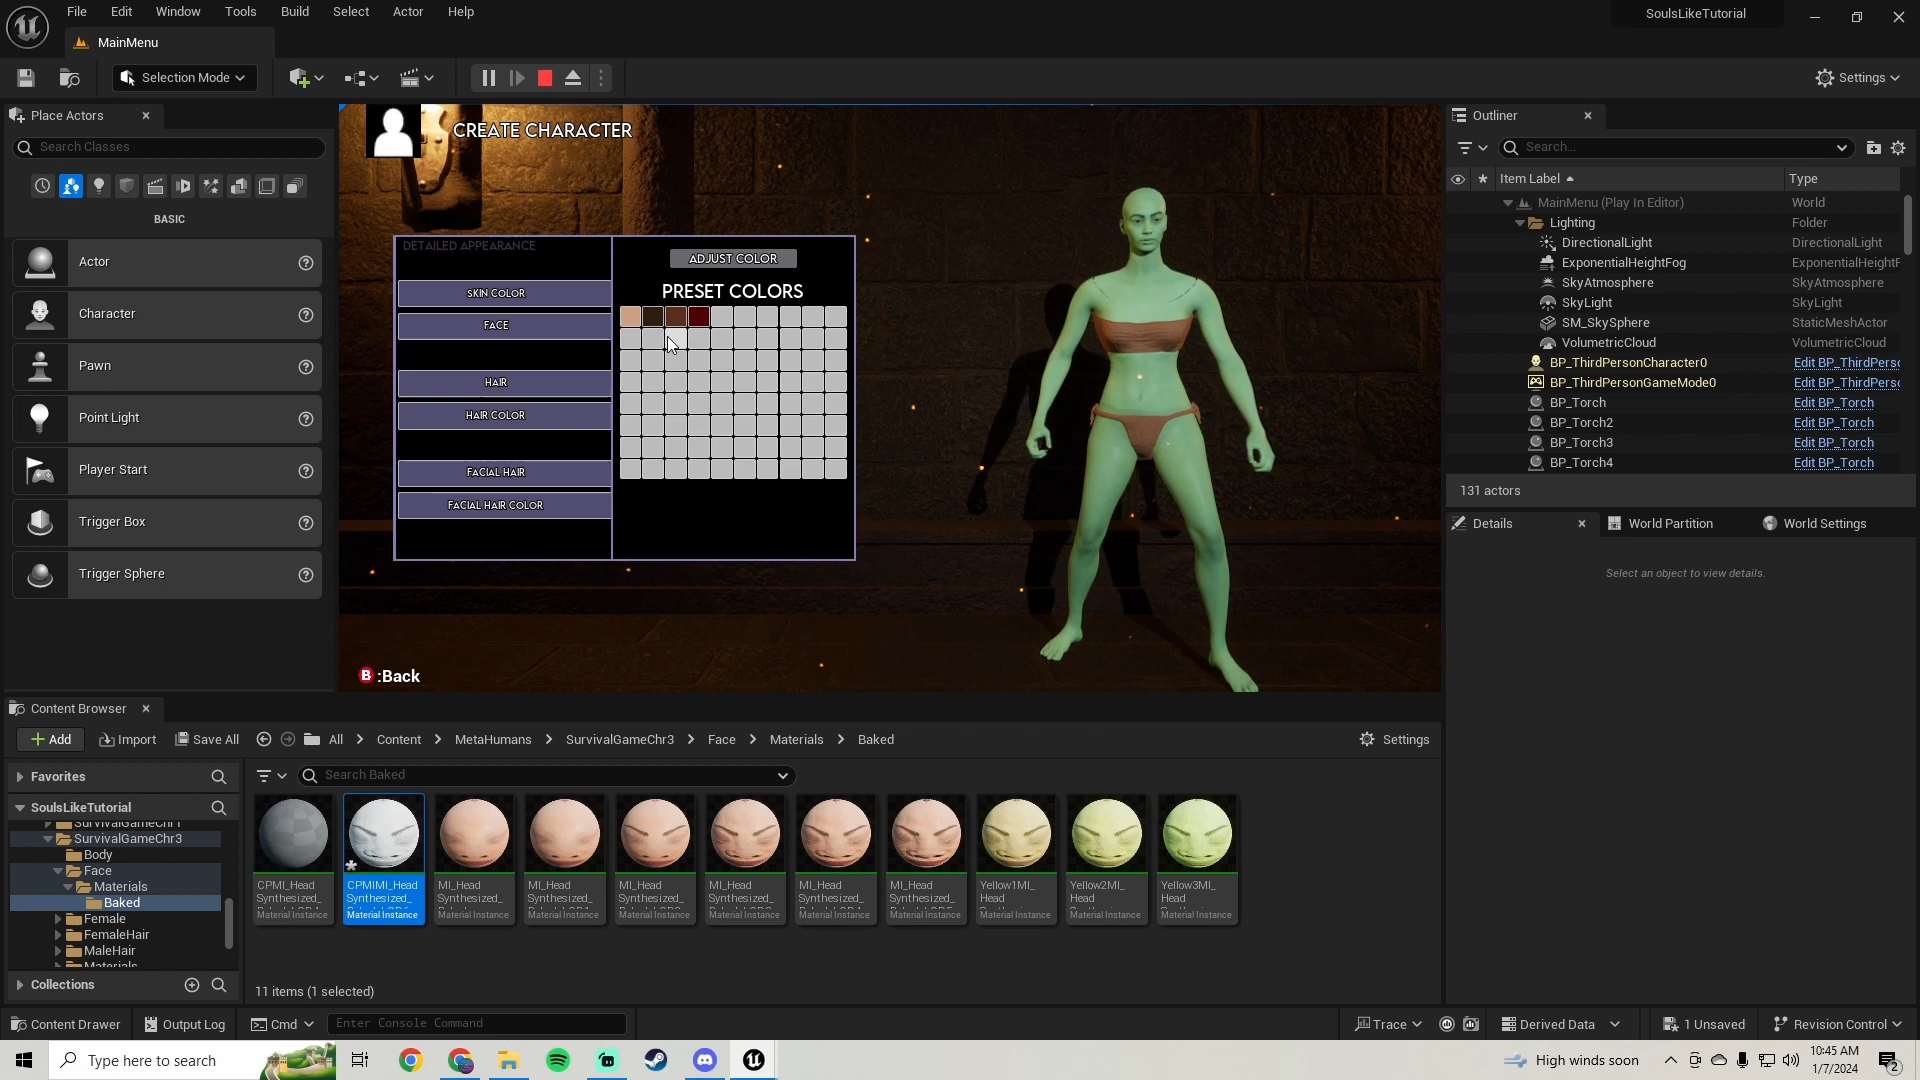 File Edit Window Tools Build Select Actor Help
SoulsLikeTutorial
MainMenu
Selection Mode
Settings
Place Actors
Search Classes
BASIC
Actor
Character
Pawn
Point Light
Player Start
Trigger Box
Trigger Sphere
CREATE CHARACTER
DETAILED APPEARANCE
SKIN COLOR
FACE
HAIR
HAIR COLOR
FACIAL HAIR
FACIAL HAIR COLOR
ADJUST COLOR
PRESET COLORS
B :Back
Outliner
Search...
Item Label Type
MainMenu (Play In Editor) World
Lighting Folder
DirectionalLight DirectionalLight
ExponentialHeightFog ExponentialHeightF
SkyAtmosphere SkyAtmosphere
SkyLight SkyLight
SM_SkySphere StaticMeshActor
VolumetricCloud VolumetricCloud
BP_ThirdPersonCharacter0 Edit BP_ThirdPerso
BP_ThirdPersonGameMode0 Edit BP_ThirdPerso
BP_Torch Edit BP_Torch
BP_Torch2 Edit BP_Torch
BP_Torch3 Edit BP_Torch
BP_Torch4 Edit BP_Torch
131 actors
Details World Partition World Settings
Select an object to view details.
Content Browser
Add Import Save All All Content MetaHumans SurvivalGameChr3 Face Materials Baked Settings
Favorites
SoulsLikeTutorial
SurvivalGameChr1
SurvivalGameChr3
Body
Face
Materials
Baked
Female
FemaleHair
MaleHair
Materials
Collections
Search Baked
CPMI_Head CPMIMI_Head MI_Head MI_Head MI_Head MI_Head MI_Head MI_Head Yellow1MI_ Yellow2MI_ Yellow3MI_
Synthesized_ Synthesized_ Synthesized_ Synthesized_ Synthesized_ Synthesized_ Synthesized_ Synthesized_ Head Head Head
Material Instance Material Instance Material Instance Material Instance Material Instance Material Instance Material Instance Material Instance Material Instance Material Instance Material Instance
11 items (1 selected)
Content Drawer Output Log Cmd Enter Console Command Trace Derived Data 1 Unsaved Revision Control
Type here to search
High winds soon
10:45 AM
1/7/2024
2